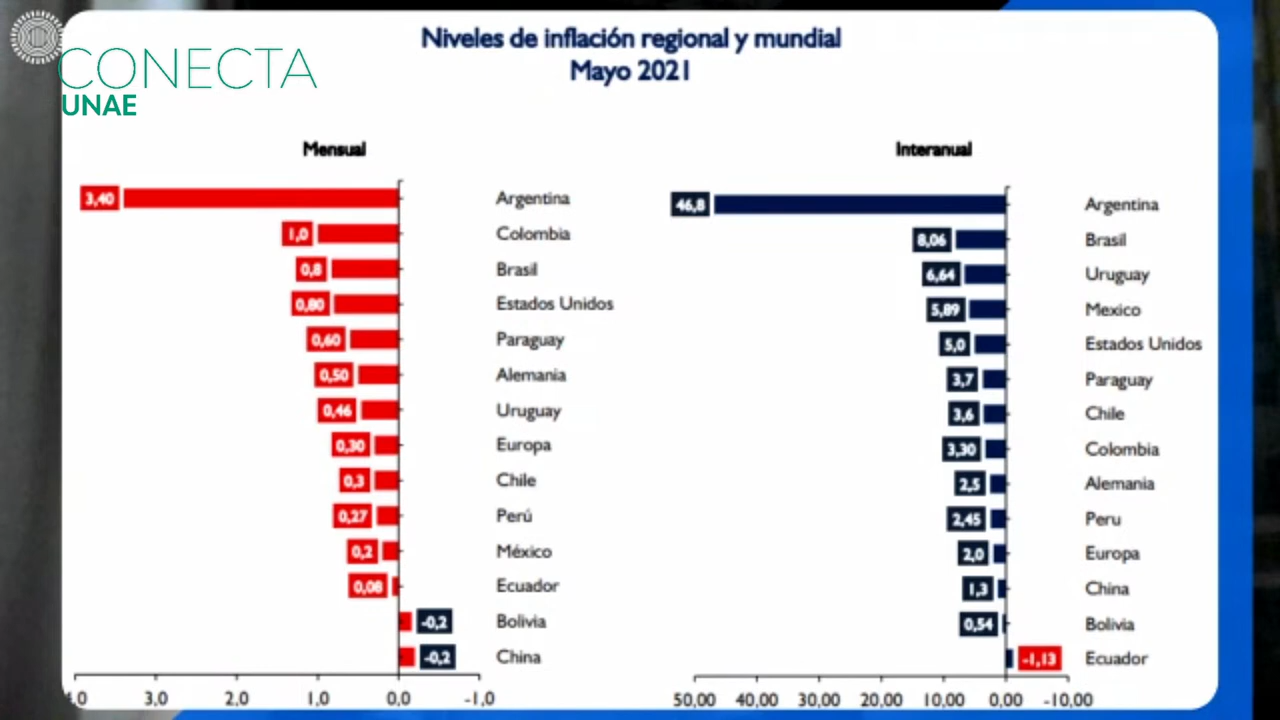 CONECTA
UNAE
Niveles de inflación regional y mundial
Mayo 2021
Mensual
3,40 Argentina
1,0 Colombia
0,8 Brasil
0,80 Estados Unidos
0,60 Paraguay
0,50 Alemania
0,46 Uruguay
0,30 Europa
0,3 Chile
0,27 Perú
0,2 México
0,08 Ecuador
-0,2 Bolivia
-0,2 China
,0 3,0 2,0 1,0 0,0 -1,0
Interanual
46,8 Argentina
8,06 Brasil
6,64 Uruguay
5,89 Mexico
5,0 Estados Unidos
3,7 Paraguay
3,6 Chile
3,30 Colombia
2,5 Alemania
2,45 Peru
2,0 Europa
1,3 China
0,54 Bolivia
-1,13 Ecuador
50,00 40,00 30,00 20,00 10,00 0,00 -10,00